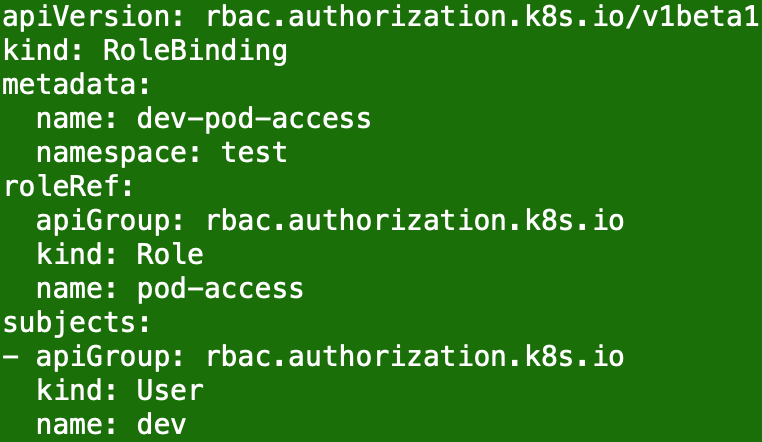 apiVersion: rbac.authorization.k8s.io/v1beta1
kind: RoleBinding
metadata:
  name: dev-pod-access
  namespace: test
roleRef:
  apiGroup: rbac.authorization.k8s.io
  kind: Role
  name: pod-access
subjects:
- apiGroup: rbac.authorization.k8s.io
  kind: User
  name: dev